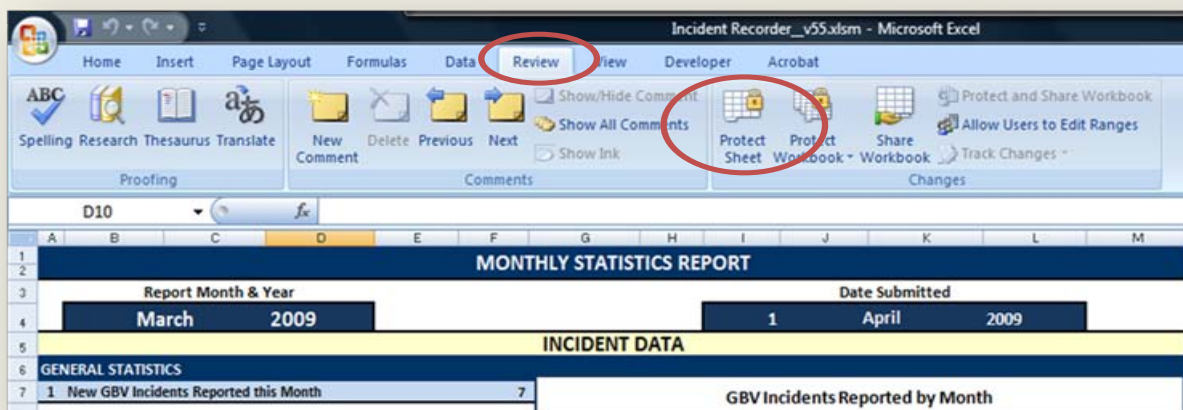 Incident Recorder_v55.xlsm - Microsoft Excel
Home Insert Page Layout Formulas Data Review View Developer Acrobat
ABC
Spelling Research Thesaurus Translate
Proofing
New Comment Delete Previous Next
Show/Hide Comment
Show All Comments
Show Ink
Comments
Protect Sheet Protect Workbook Share Workbook
Protect and Share Workbook
Allow Users to Edit Ranges
Track Changes
Changes
D10 fx
A B C D E F G H I J K L M
1
2 MONTHLY STATISTICS REPORT
3 Report Month & Year Date Submitted
4 March 2009 1 April 2009
5 INCIDENT DATA
6 GENERAL STATISTICS
7 1 New GBV Incidents Reported this Month 7
GBV Incidents Reported by Month